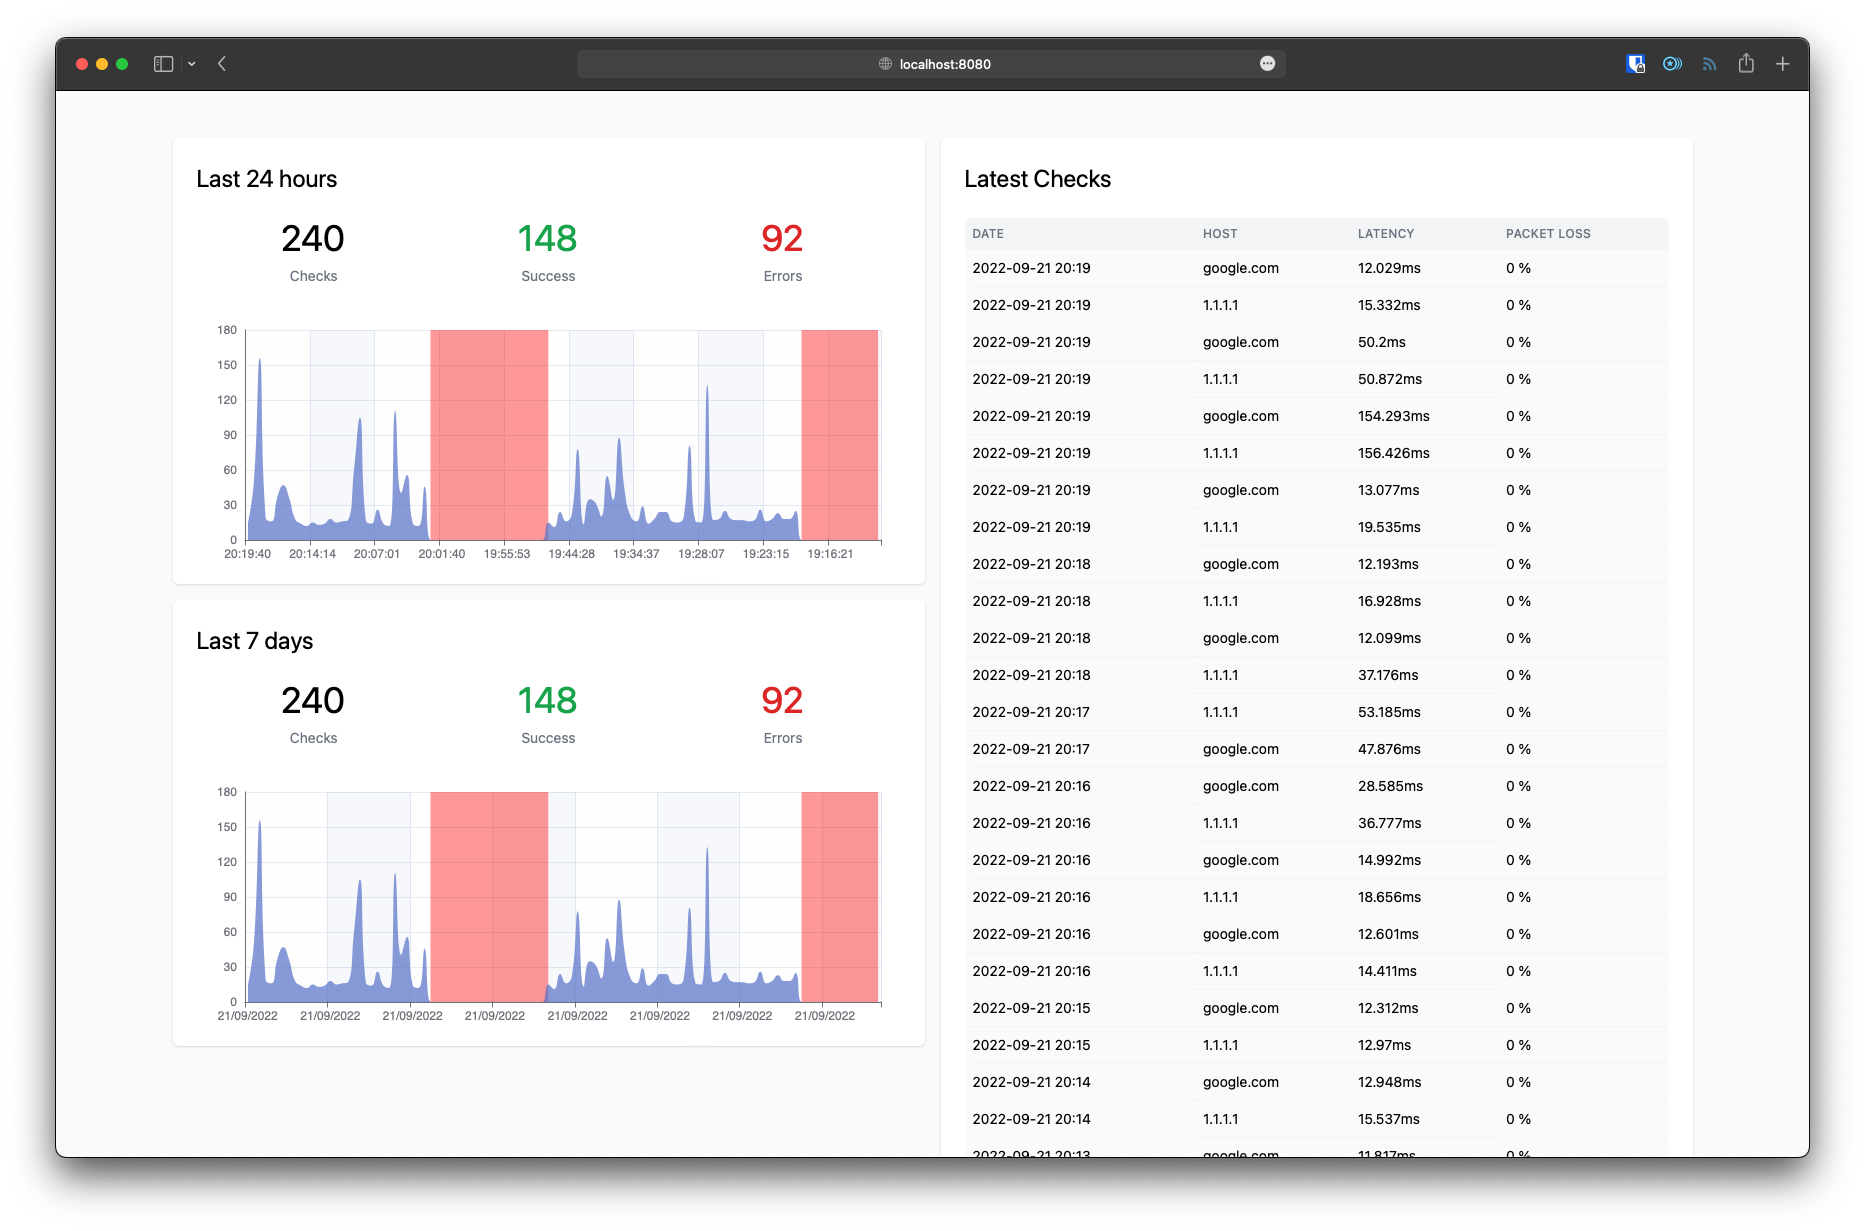 localhost:8080
Last 24 hours
240 148 92
Checks Success Errors
180
150
120
90
60
30
0
20:19:40 20:14:14 20:07:01 20:01:40 19:55:53 19:44:28 19:34:37 19:28:07 19:23:15 19:16:21
Last 7 days
240 148 92
Checks Success Errors
180
150
120
90
60
30
0
21/09/2022 21/09/2022 21/09/2022 21/09/2022 21/09/2022 21/09/2022 21/09/2022 21/09/2022
Latest Checks
DATE HOST LATENCY PACKET LOSS
2022-09-21 20:19 google.com 12.029ms 0 %
2022-09-21 20:19 1.1.1.1 15.332ms 0 %
2022-09-21 20:19 google.com 50.2ms 0 %
2022-09-21 20:19 1.1.1.1 50.872ms 0 %
2022-09-21 20:19 google.com 154.293ms 0 %
2022-09-21 20:19 1.1.1.1 156.426ms 0 %
2022-09-21 20:19 google.com 13.077ms 0 %
2022-09-21 20:19 1.1.1.1 19.535ms 0 %
2022-09-21 20:18 google.com 12.193ms 0 %
2022-09-21 20:18 1.1.1.1 16.928ms 0 %
2022-09-21 20:18 google.com 12.099ms 0 %
2022-09-21 20:18 1.1.1.1 37.176ms 0 %
2022-09-21 20:17 1.1.1.1 53.185ms 0 %
2022-09-21 20:17 google.com 47.876ms 0 %
2022-09-21 20:16 google.com 28.585ms 0 %
2022-09-21 20:16 1.1.1.1 36.777ms 0 %
2022-09-21 20:16 google.com 14.992ms 0 %
2022-09-21 20:16 1.1.1.1 18.656ms 0 %
2022-09-21 20:16 google.com 12.601ms 0 %
2022-09-21 20:16 1.1.1.1 14.411ms 0 %
2022-09-21 20:15 google.com 12.312ms 0 %
2022-09-21 20:15 1.1.1.1 12.97ms 0 %
2022-09-21 20:14 google.com 12.948ms 0 %
2022-09-21 20:14 1.1.1.1 15.537ms 0 %
2022-09-21 20:13 google.com 11.817ms 0 %